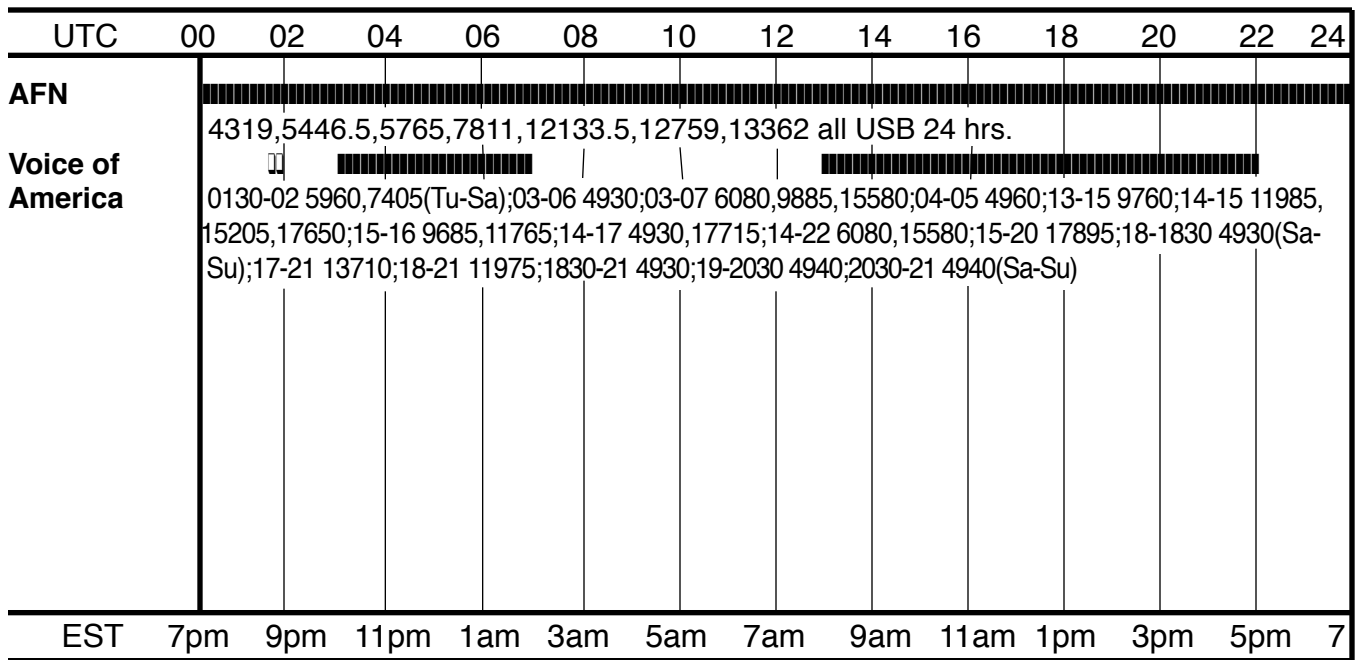 UTC 00 02 04 06 08 10 12 14 16 18 20 22 24
AFN
4319,5446.5,5765,7811,12133.5,12759,13362 all USB 24 hrs.
Voice of
America
0130-02 5960,7405(Tu-Sa);03-06 4930;03-07 6080,9885,15580;04-05 4960;13-15 9760;14-15 11985,
15205,17650;15-16 9685,11765;14-17 4930,17715;14-22 6080,15580;15-20 17895;18-1830 4930(Sa-
Su);17-21 13710;18-21 11975;1830-21 4930;19-2030 4940;2030-21 4940(Sa-Su)
EST 7pm 9pm 11pm 1am 3am 5am 7am 9am 11am 1pm 3pm 5pm 7